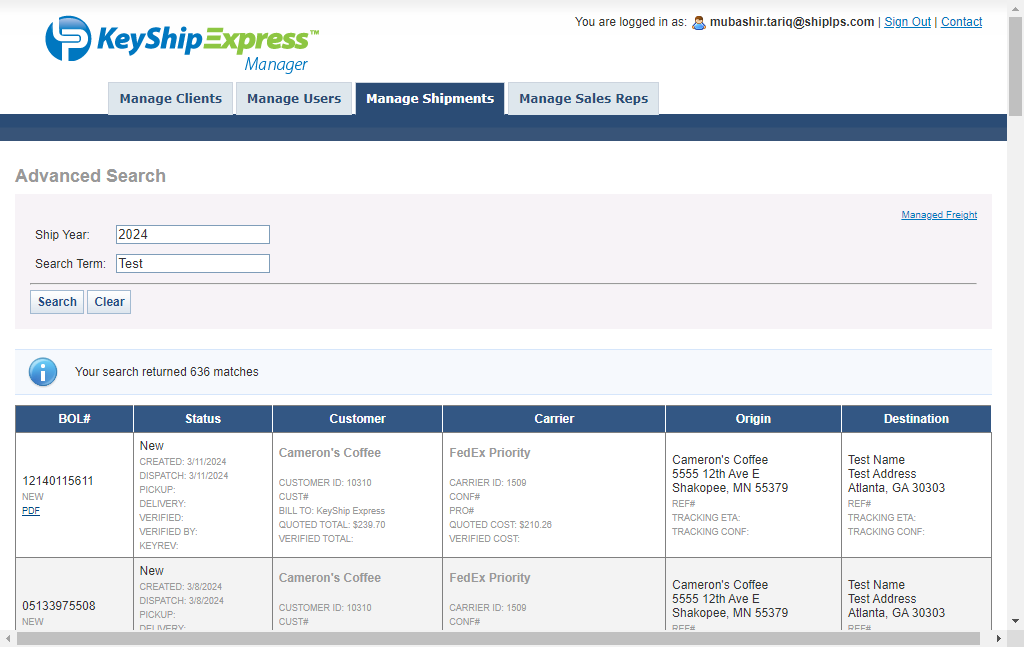 KeyShipExpress™
Manager
You are logged in as: mubashir.tariq@shiplps.com | Sign Out | Contact
Manage Clients
Manage Users
Manage Shipments
Manage Sales Reps
Advanced Search
Managed Freight
Ship Year: 2024
Search Term: Test
Search Clear
Your search returned 636 matches
BOL# Status Customer Carrier Origin Destination
12140115611
NEW
PDF
New
CREATED: 3/11/2024
DISPATCH: 3/11/2024
PICKUP:
DELIVERY:
VERIFIED:
VERIFIED BY:
KEYREV:
Cameron's Coffee
CUSTOMER ID: 10310
CUST#
BILL TO: KeyShip Express
QUOTED TOTAL: $239.70
VERIFIED TOTAL:
FedEx Priority
CARRIER ID: 1509
CONF#
PRO#
QUOTED COST: $210.26
VERIFIED COST:
Cameron's Coffee
5555 12th Ave E
Shakopee, MN 55379
REF#
TRACKING ETA:
TRACKING CONF:
Test Name
Test Address
Atlanta, GA 30303
REF#
TRACKING ETA:
TRACKING CONF:
05133975508
NEW
New
CREATED: 3/8/2024
DISPATCH: 3/8/2024
PICKUP:
DELIVERY:
Cameron's Coffee
CUSTOMER ID: 10310
CUST#
FedEx Priority
CARRIER ID: 1509
CONF#
Cameron's Coffee
5555 12th Ave E
Shakopee, MN 55379
REF#
Test Name
Test Address
Atlanta, GA 30303
REF#